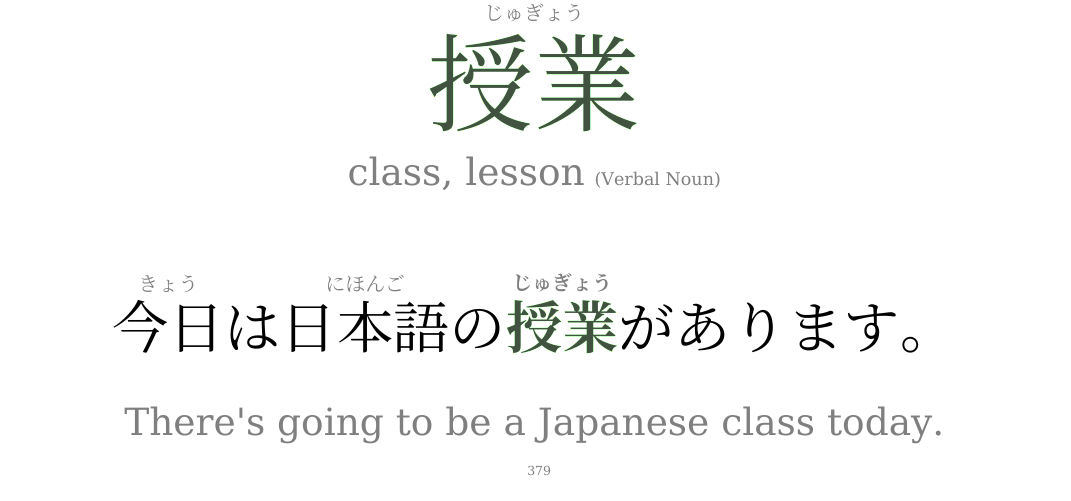 じゅぎょう
授業
class, lesson (Verbal Noun)
きょう にほんご じゅぎょう
今日は日本語の授業があります。
There's going to be a Japanese class today.
379